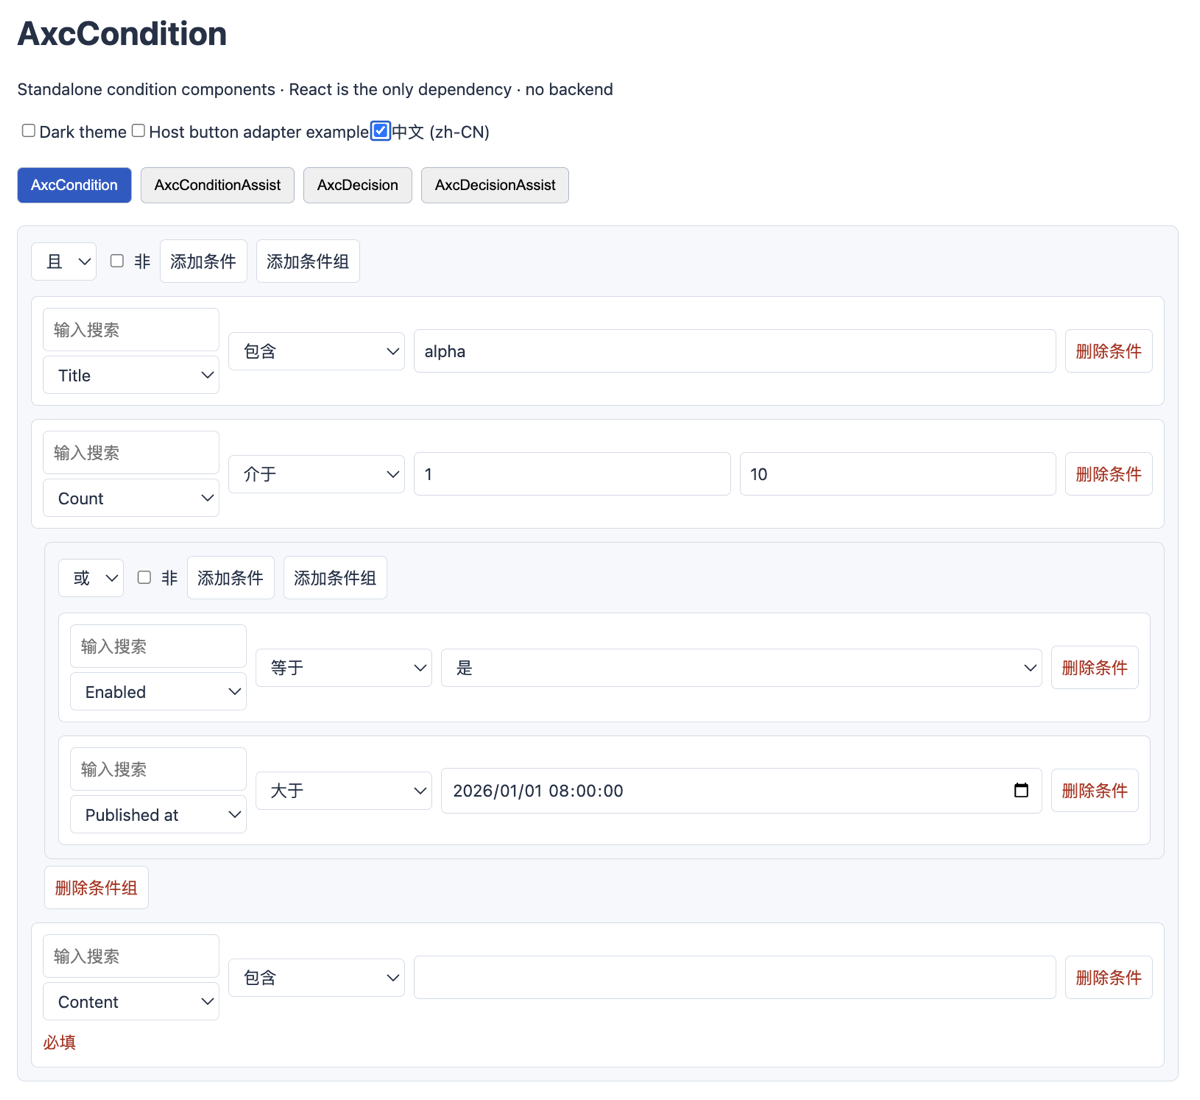 AxcCondition
Standalone condition components · React is the only dependency · no backend
Dark theme Host button adapter example 中文 (zh-CN)
AxcCondition AxcConditionAssist AxcDecision AxcDecisionAssist
且 非 添加条件 添加条件组
输入搜索
Title 包含 alpha 删除条件
输入搜索
Count 介于 1 10 删除条件
或 非 添加条件 添加条件组
输入搜索
Enabled 等于 是 删除条件
输入搜索
Published at 大于 2026/01/01 08:00:00 删除条件
删除条件组
输入搜索
Content 包含 删除条件
必填